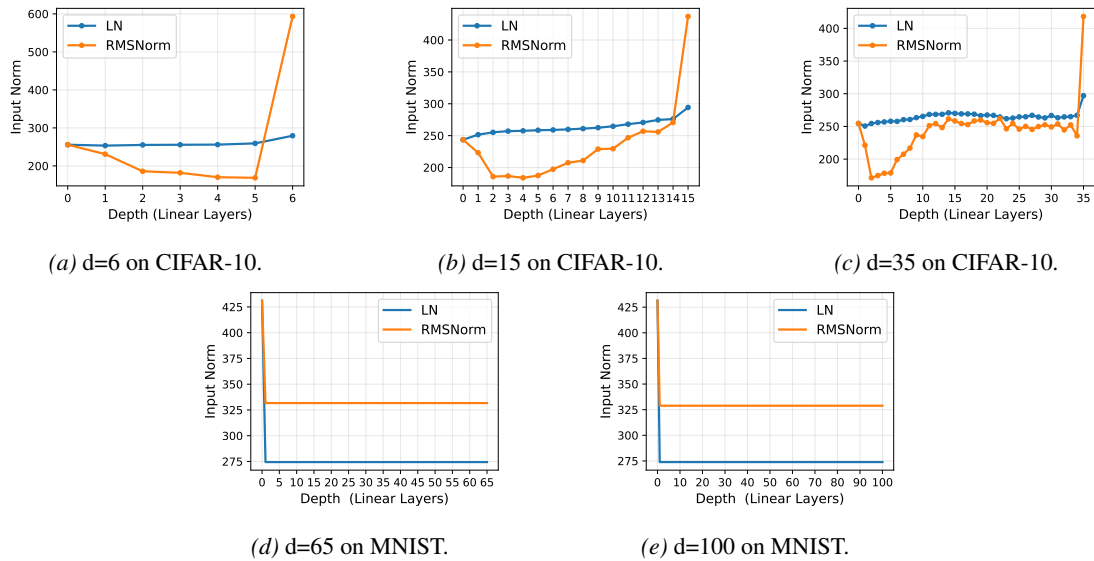 600
500
400
300
200
Input Norm
LN
RMSNorm
0 1 2 3 4 5 6
Depth (Linear Layers)
(a) d=6 on CIFAR-10.
400
350
300
250
200
Input Norm
LN
RMSNorm
0 1 2 3 4 5 6 7 8 9 10 11 12 13 14 15
Depth (Linear Layers)
(b) d=15 on CIFAR-10.
400
350
300
250
200
Input Norm
LN
RMSNorm
0 5 10 15 20 25 30 35
Depth (Linear Layers)
(c) d=35 on CIFAR-10.
425
400
375
350
325
300
275
Input Norm
LN
RMSNorm
0 5 10 15 20 25 30 35 40 45 50 55 60 65
Depth (Linear Layers)
(d) d=65 on MNIST.
425
400
375
350
325
300
275
Input Norm
LN
RMSNorm
0 10 20 30 40 50 60 70 80 90 100
Depth (Linear Layers)
(e) d=100 on MNIST.